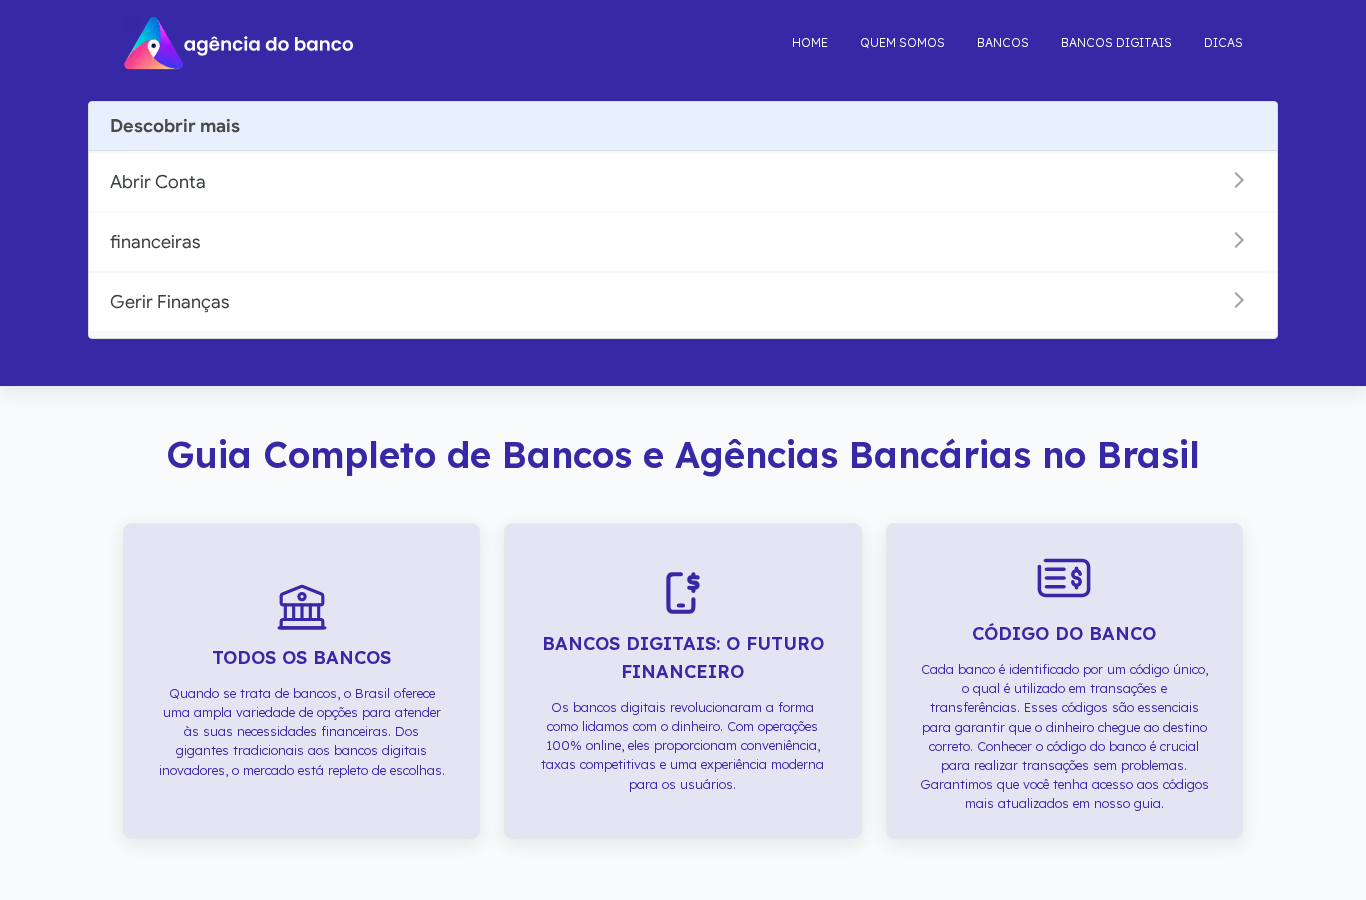 agência do banco
HOME
QUEM SOMOS
BANCOS
BANCOS DIGITAIS
DICAS
Descobrir mais
Abrir Conta
financeiras
Gerir Finanças
Guia Completo de Bancos e Agências Bancárias no Brasil
TODOS OS BANCOS
Quando se trata de bancos, o Brasil oferece
uma ampla variedade de opções para atender
às suas necessidades financeiras. Dos
gigantes tradicionais aos bancos digitais
inovadores, o mercado está repleto de escolhas.
BANCOS DIGITAIS: O FUTURO
FINANCEIRO
Os bancos digitais revolucionaram a forma
como lidamos com o dinheiro. Com operações
100% online, eles proporcionam conveniência,
taxas competitivas e uma experiência moderna
para os usuários.
CÓDIGO DO BANCO
Cada banco é identificado por um código único,
o qual é utilizado em transações e
transferências. Esses códigos são essenciais
para garantir que o dinheiro chegue ao destino
correto. Conhecer o código do banco é crucial
para realizar transações sem problemas.
Garantimos que você tenha acesso aos códigos
mais atualizados em nosso guia.